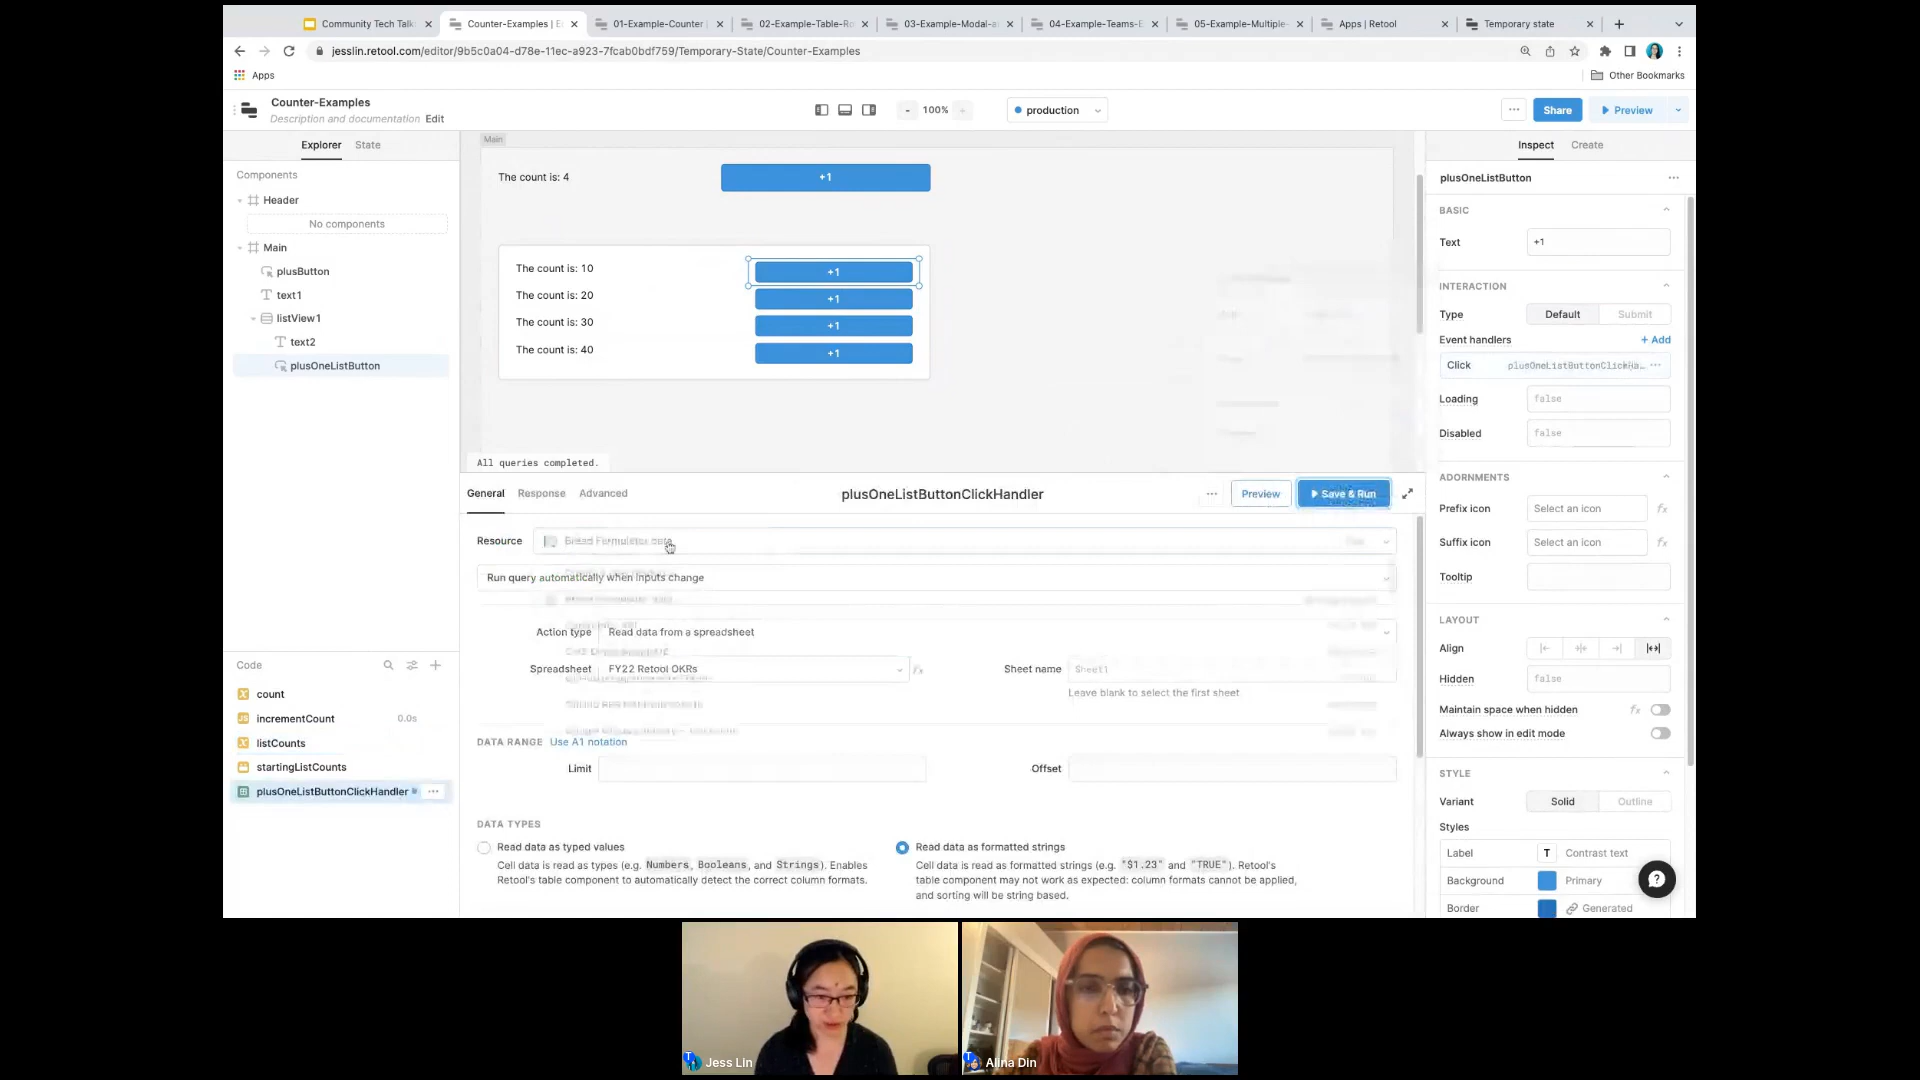 Community Tech Talk
Counter-Examples | E
01-Example-Counter |
02-Example-Table-Ro
03-Example-Modal-a
04-Example-Teams-E
05-Example-Multiple-
Apps | Retool
Temporary state
jesslin.retool.com/editor/9b5c0a04-d78e-11ec-a923-7fcab0bdf759/Temporary-State/Counter-Examples
Apps
Other Bookmarks
Counter-Examples
Description and documentation Edit
- 100% +
production
Share
Preview
Explorer State
Components
Header
No components
Main
plusButton
text1
listView1
text2
plusOneListButton
Code
count
incrementCount 0.0s
listCounts
startingListCounts
plusOneListButtonClickHandler
Main
The count is: 4
+1
The count is: 10 +1
The count is: 20 +1
The count is: 30 +1
The count is: 40 +1
All queries completed.
General Response Advanced
plusOneListButtonClickHandler
Preview
Save & Run
Resource
Run query automatically when inputs change
Action type Read data from a spreadsheet
Spreadsheet FY22 Retool OKRs fx
Sheet name Sheet1
Leave blank to select the first sheet
DATA RANGE Use A1 notation
Limit
Offset
DATA TYPES
Read data as typed values
Cell data is read as types (e.g. Numbers, Booleans, and Strings). Enables
Retool's table component to automatically detect the correct column formats.
Read data as formatted strings
Cell data is read as formatted strings (e.g. "$1.23" and "TRUE"). Retool's
table component may not work as expected: column formats cannot be applied,
and sorting will be string based.
Inspect Create
plusOneListButton
BASIC
Text +1
INTERACTION
Type Default Submit
Event handlers + Add
Click plusOneListButtonClickHa…
Loading false
Disabled false
ADORNMENTS
Prefix icon Select an icon fx
Suffix icon Select an icon fx
Tooltip
LAYOUT
Align
Hidden false
Maintain space when hidden fx
Always show in edit mode
STYLE
Variant Solid Outline
Styles
Label T Contrast text
Background Primary
Border Generated
Jess Lin
Alina Din